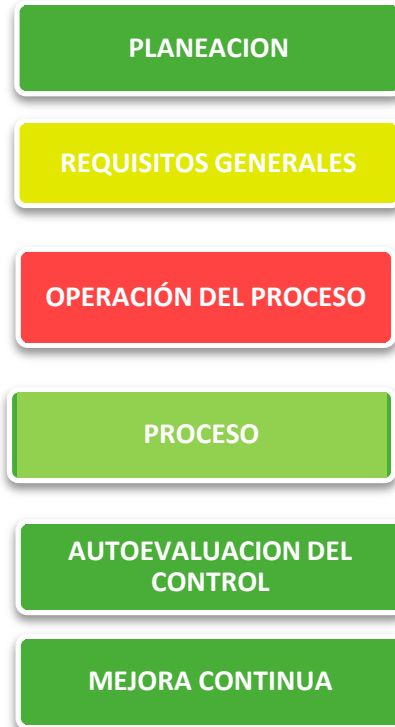 PLANEACION
REQUISITOS GENERALES
OPERACIÓN DEL PROCESO
PROCESO
AUTOEVALUACION DEL
CONTROL
MEJORA CONTINUA